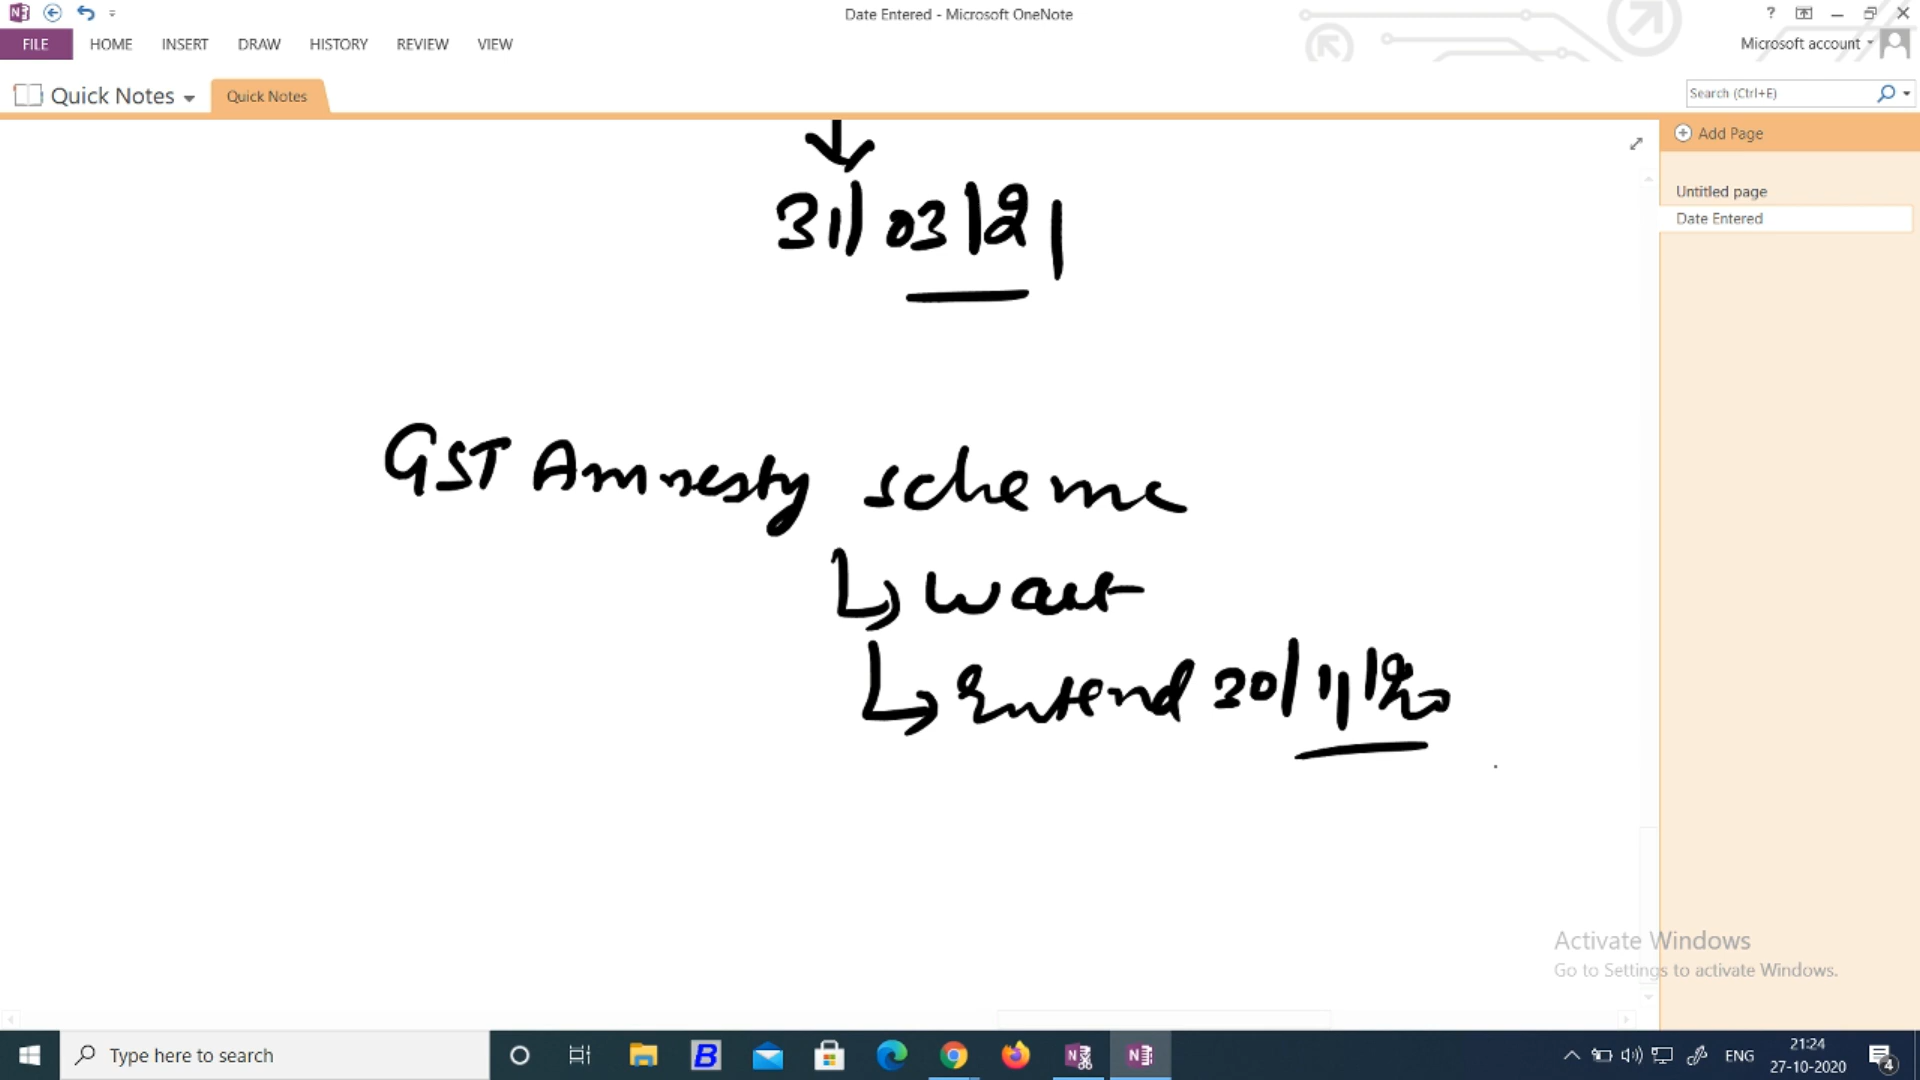 Date Entered - Microsoft OneNote
?
FILE HOME INSERT DRAW HISTORY REVIEW VIEW
Microsoft account
Quick Notes
Quick Notes
Search (Ctrl+E)
Add Page
Untitled page
Date Entered
31/03/21
GST Amnesty scheme
Wait
Extend 30/11/20
Activate Windows
Go to Settings to activate Windows.
Type here to search
ENG
21:24
27-10-2020
4